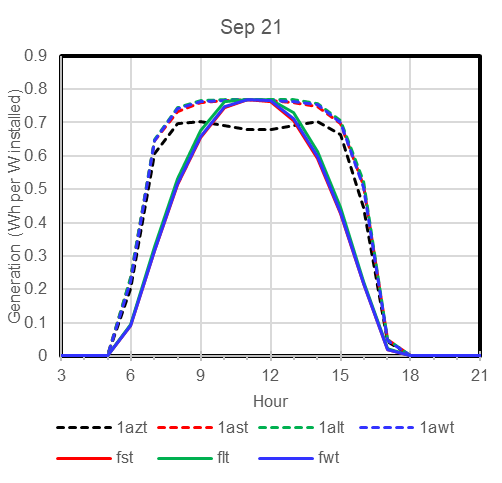 Sep 21
0.9
0.8
0.7
0.6
0.5
0.4
0.3
0.2
0.1
0
Generation (Wh per W installed)
3 6 9 12 15 18 21
Hour
1azt 1ast 1alt 1awt
fst flt fwt